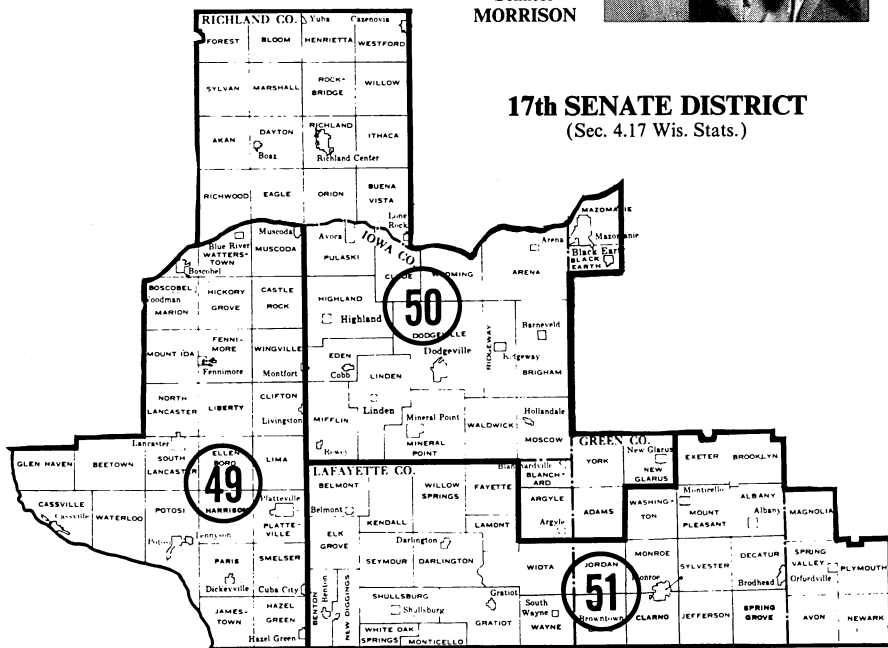 MORRISON
17th SENATE DISTRICT
(Sec. 4.17 Wis. Stats.)
RICHLAND CO. Yuba Cazenovia
FOREST BLOOM HENRIETTA WESTFORD
SYLVAN MARSHALL ROCK- WILLOW
BRIDGE
AKAN DAYTON RICHLAND ITHACA
Boaz Richland Center
RICHWOOD EAGLE ORION BUENA
VISTA
Lone
Rock
MAZOMANIE
Mazomanie
Black Earth
BLACK
EARTH
Muscoda Avoca IOWA CO Arena
Blue River MUSCODA PULASKI CLYDE WYOMING ARENA
WATTERS-
TOWN
Boscobel
BOSCOBEL HICKORY CASTLE HIGHLAND 50
Woodman GROVE ROCK
MARION
Highland Barneveld
FENNI- DODGEVILLE
MORE
MOUNT IDA WINGVILLE EDEN Dodgeville RIDGEWAY Ridgeway
Fennimore Montfort Cobb LINDEN BRIGHAM
NORTH LIBERTY CLIFTON Linden Hollandale
LANCASTER Livingston MIFFLIN Mineral Point WALDWICK MOSCOW
Rewey MINERAL
POINT
Lancaster GREEN CO.
GLEN HAVEN BEETOWN SOUTH ELLEN LIMA LAFAYETTE CO. Blanchardville YORK New Glarus EXETER BROOKLYN
LANCASTER BORO BELMONT WILLOW FAYETTE BLANCH- NEW
SPRINGS ARD GLARUS
49
CASSVILLE WATERLOO POTOSI HARRISON Platteville Belmont ARGYLE Monticello ALBANY
Cassville PLATTE- KENDALL LAMONT Argyle ADAMS WASHING- MOUNT Albany MAGNOLIA
VILLE TON PLEASANT
Potosi Tennyson ELK Darlington
GROVE
PARIS SMELSER SEYMOUR DARLINGTON WIOTA JORDAN MONROE SYLVESTER DECATUR SPRING PLYMOUTH
VALLEY
Dickeyville Cuba City Benton SHULLSBURG Gratiot 51 Monroe Brodhead Orfordville
Shullsburg South
Wayne
JAMES- HAZEL BENTON NEW DIGGINGS GRATIOT WAYNE Browntown CLARNO JEFFERSON SPRING AVON NEWARK
TOWN GREEN GROVE
Hazel Green WHITE OAK MONTICELLO
SPRINGS